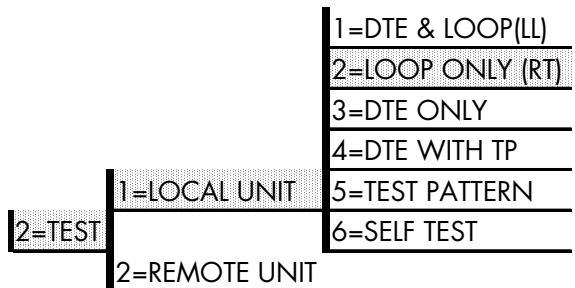 1=DTE & LOOP(LL)
2=LOOP ONLY (RT)
3=DTE ONLY
4=DTE WITH TP
1=LOCAL UNIT
5=TEST PATTERN
2=TEST
6=SELF TEST
2=REMOTE UNIT